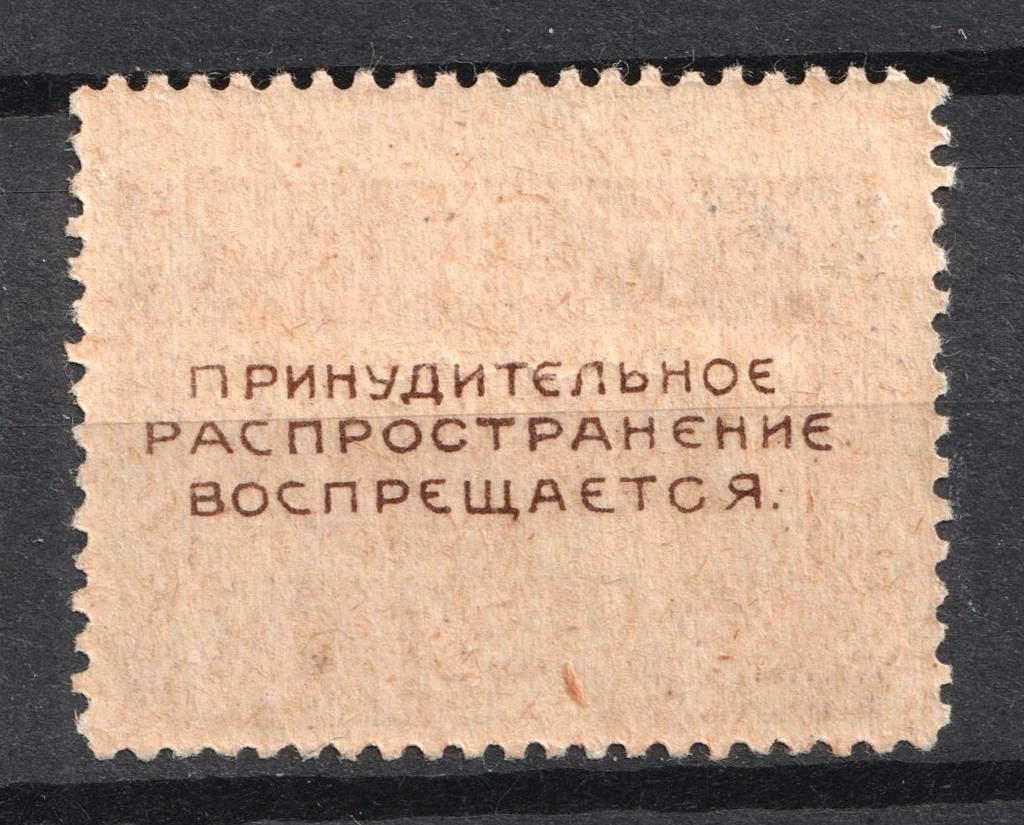 ПРИНУДИТЕЛЬНОЕ
РАСПРОСТРАНЕНИЕ
ВОСПРЕЩАЕТСЯ.